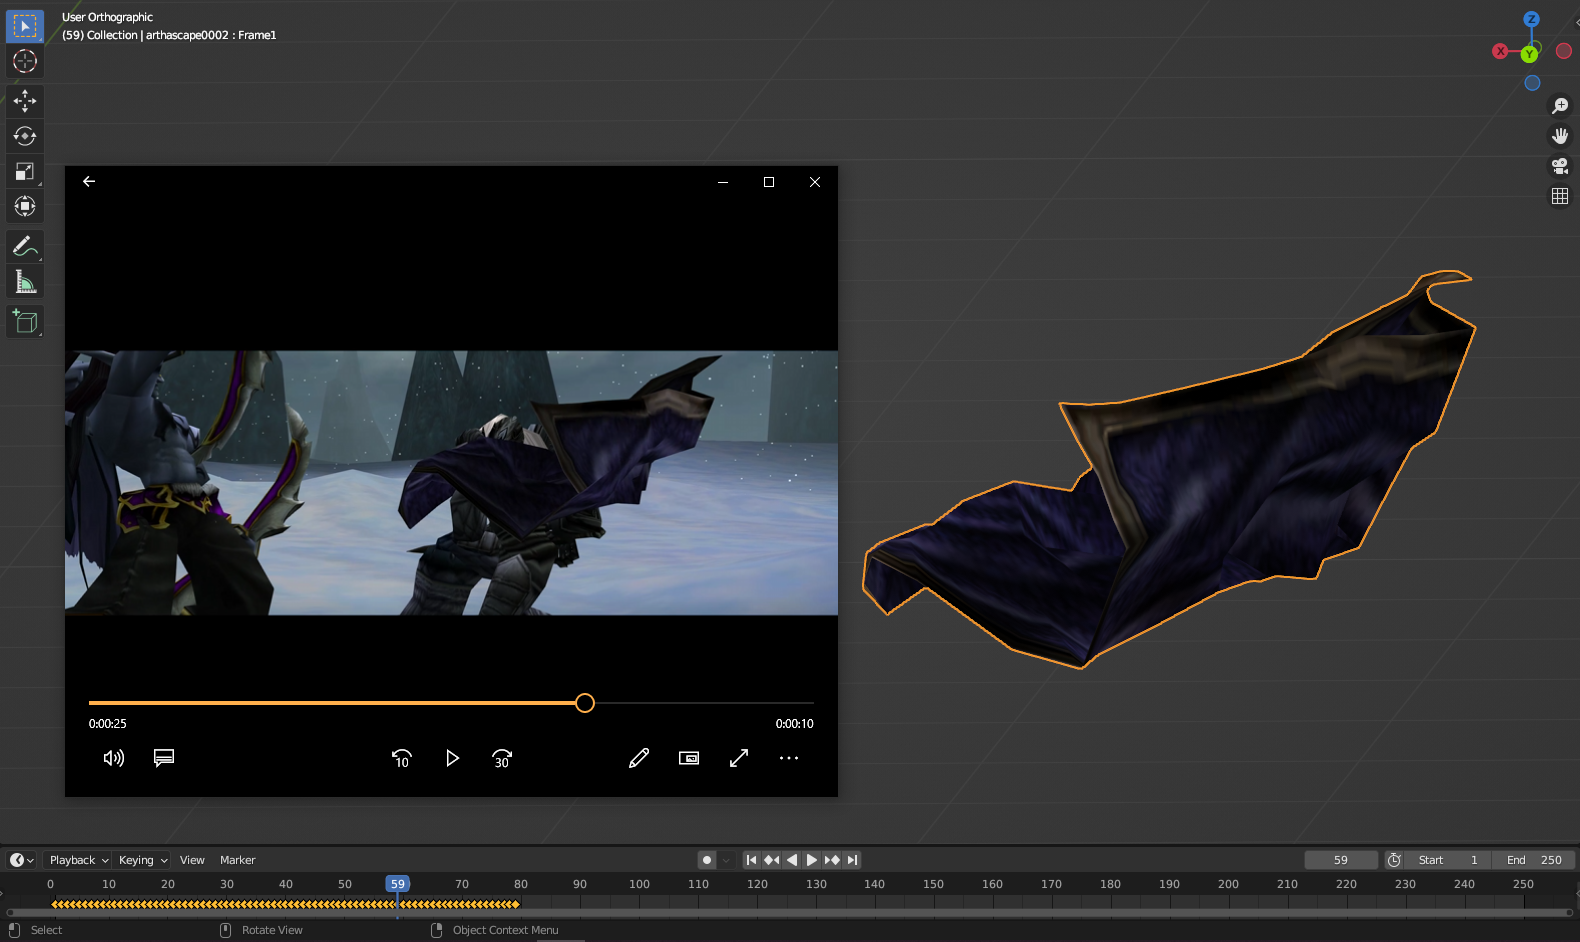 User Orthographic
(59) Collection | arthascape0002 : Frame1
Z
X
Y
0:00:25
0:00:10
10
30
Playback
Keying
View
Marker
59
Start 1
End 250
0 10 20 30 40 50 59 70 80 90 100 110 120 130 140 150 160 170 180 190 200 210 220 230 240 250
Select
Rotate View
Object Context Menu